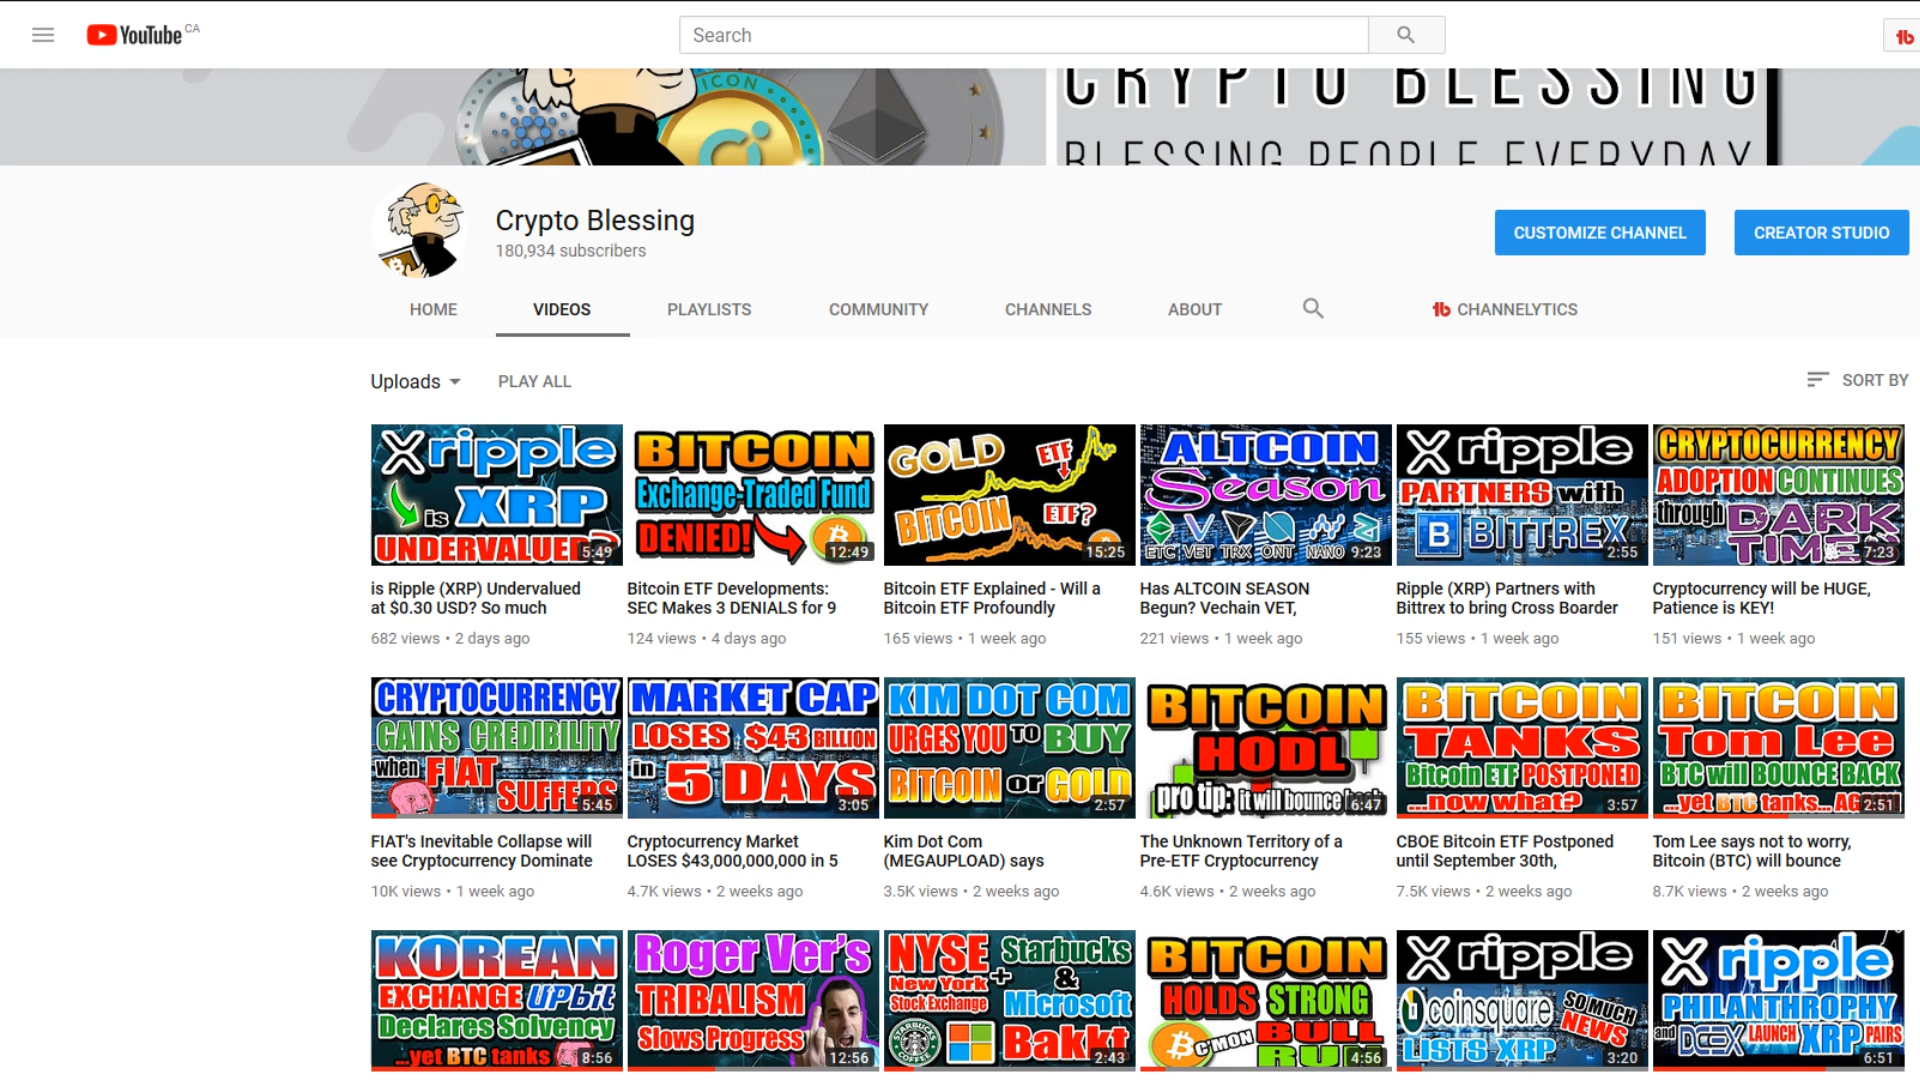 YouTube CA
Search
ICON
CRYPTO BLESSING
BLESSING PEOPLE EVERYDAY
Crypto Blessing
180,934 subscribers
CUSTOMIZE CHANNEL
CREATOR STUDIO
HOME
VIDEOS
PLAYLISTS
COMMUNITY
CHANNELS
ABOUT
CHANNELYTICS
Uploads
PLAY ALL
SORT BY
ripple
is XRP
UNDERVALUED?
5:49
is Ripple (XRP) Undervalued
at $0.30 USD? So much
682 views • 2 days ago
BITCOIN
Exchange-Traded Fund
DENIED!
12:49
Bitcoin ETF Developments:
SEC Makes 3 DENIALS for 9
124 views • 4 days ago
GOLD
ETF
BITCOIN
ETF?
15:25
Bitcoin ETF Explained - Will a
Bitcoin ETF Profoundly
165 views • 1 week ago
ALTCOIN
Season
ETC VET TRX ONT NANO
9:23
Has ALTCOIN SEASON
Begun? Vechain VET,
221 views • 1 week ago
ripple
PARTNERS with
BITTREX
2:55
Ripple (XRP) Partners with
Bittrex to bring Cross Boarder
155 views • 1 week ago
CRYPTOCURRENCY
ADOPTION CONTINUES
through DARK
TIMES
7:23
Cryptocurrency will be HUGE,
Patience is KEY!
151 views • 1 week ago
CRYPTOCURRENCY
GAINS CREDIBILITY
when FIAT
SUFFERS
5:45
FIAT's Inevitable Collapse will
see Cryptocurrency Dominate
10K views • 1 week ago
MARKET CAP
LOSES $43 BILLION
in 5 DAYS
3:05
Cryptocurrency Market
LOSES $43,000,000,000 in 5
4.7K views • 2 weeks ago
KIM DOT COM
URGES YOU TO BUY
BITCOIN or GOLD
2:57
Kim Dot Com
(MEGAUPLOAD) says
3.5K views • 2 weeks ago
BITCOIN
HODL
pro tip: it will bounce back
6:47
The Unknown Territory of a
Pre-ETF Cryptocurrency
4.6K views • 2 weeks ago
BITCOIN
TANKS
Bitcoin ETF POSTPONED
...now what?
3:57
CBOE Bitcoin ETF Postponed
until September 30th,
7.5K views • 2 weeks ago
BITCOIN
Tom Lee
BTC will BOUNCE BACK
...yet BTC tanks... AGAIN
2:51
Tom Lee says not to worry,
Bitcoin (BTC) will bounce
8.7K views • 2 weeks ago
KOREAN
EXCHANGE UPbit
Declares Solvency
...yet BTC tanks
8:56
Roger Ver's
TRIBALISM
Slows Progress
12:56
NYSE
New York
Stock Exchange
+
Starbucks
&
Microsoft
STARBUCKS COFFEE
Bakkt
2:43
BITCOIN
HOLDS STRONG
C'MON BULL
RUN
4:56
ripple
coinsquare
SO MUCH
NEWS
LISTS XRP
3:20
ripple
PHILANTHROPHY
and DCEX LAUNCH XRP PAIRS
6:51